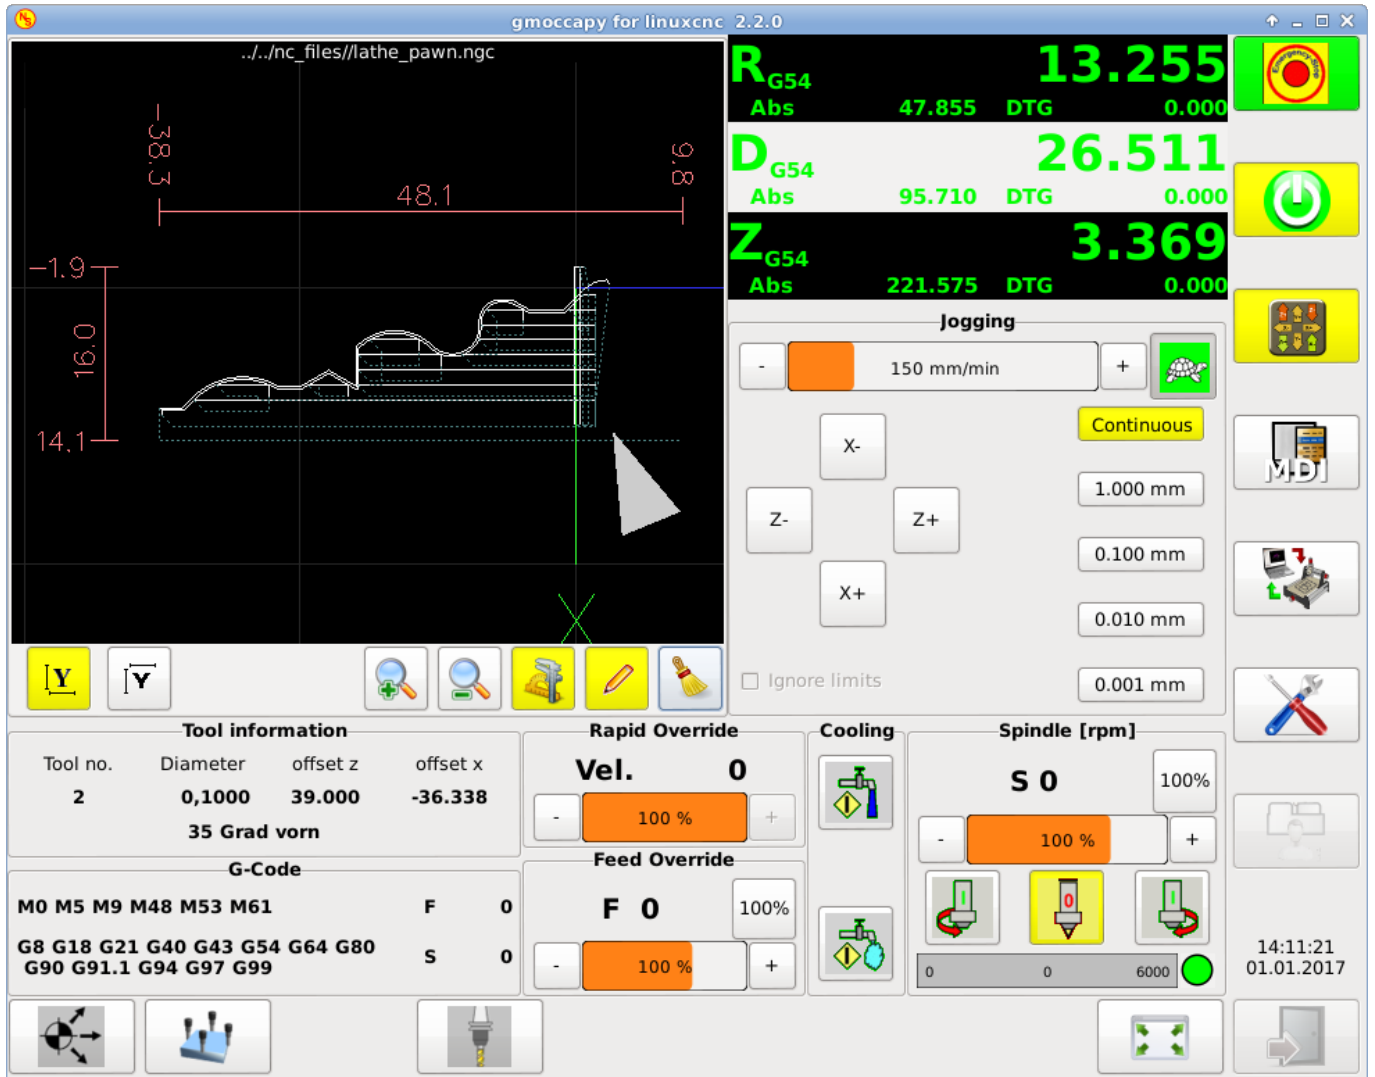 gmoccapy for linuxcnc 2.2.0
../../nc_files//lathe_pawn.ngc
-38.3
9.8
48.1
-1.9
16.0
14.1
X
R G54 13.255
Abs 47.855 DTG 0.000
D G54 26.511
Abs 95.710 DTG 0.000
Z G54 3.369
Abs 221.575 DTG 0.000
Emergency-Stop
Jogging
- 150 mm/min +
Continuous
X-
1.000 mm
Z- Z+
0.100 mm
X+
0.010 mm
Ignore limits
0.001 mm
MDI
Y
Y
Tool information
Tool no. Diameter offset z offset x
2 0,1000 39.000 -36.338
35 Grad vorn
G-Code
M0 M5 M9 M48 M53 M61
F 0
G8 G18 G21 G40 G43 G54 G64 G80
G90 G91.1 G94 G97 G99
S 0
Rapid Override
Vel. 0
- 100 % +
Feed Override
F 0 100%
- 100 % +
Cooling
Spindle [rpm]
S 0 100%
- 100 % +
I 0 I
0 0 6000
14:11:21
01.01.2017